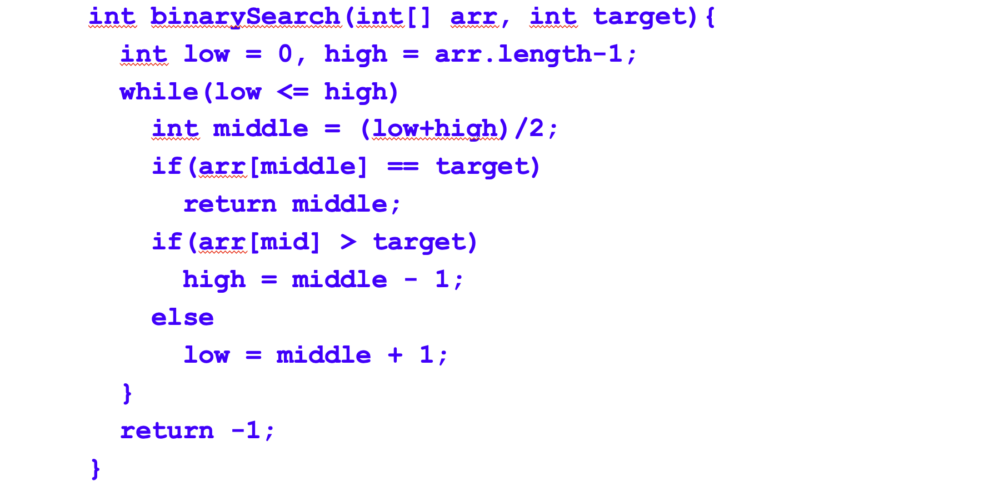 int binarySearch(int[] arr, int target){
int low = 0, high = arr.length-1;
while(low <= high)
int middle = (low+high)/2;
if(arr[middle] == target)
return middle;
if(arr[mid] > target)
high = middle - 1;
else
low = middle + 1;
}
return -1;
}